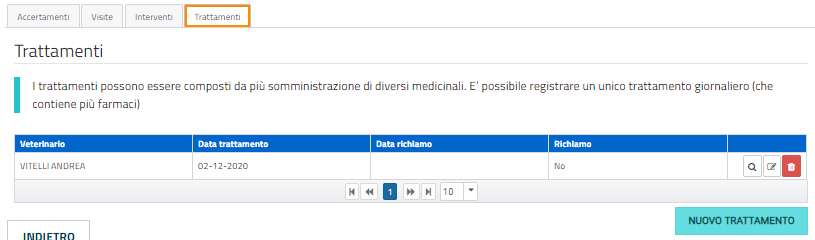 Accertamenti Visite Interventi Trattamenti
Trattamenti
I trattamenti possono essere composti da più somministrazione di diversi medicinali. E' possibile registrare un unico trattamento giornaliero (che
contiene più farmaci)
Veterinario Data trattamento Data richiamo Richiamo
VITELLI ANDREA 02-12-2020 No
1 10
NUOVO TRATTAMENTO
INDIETRO